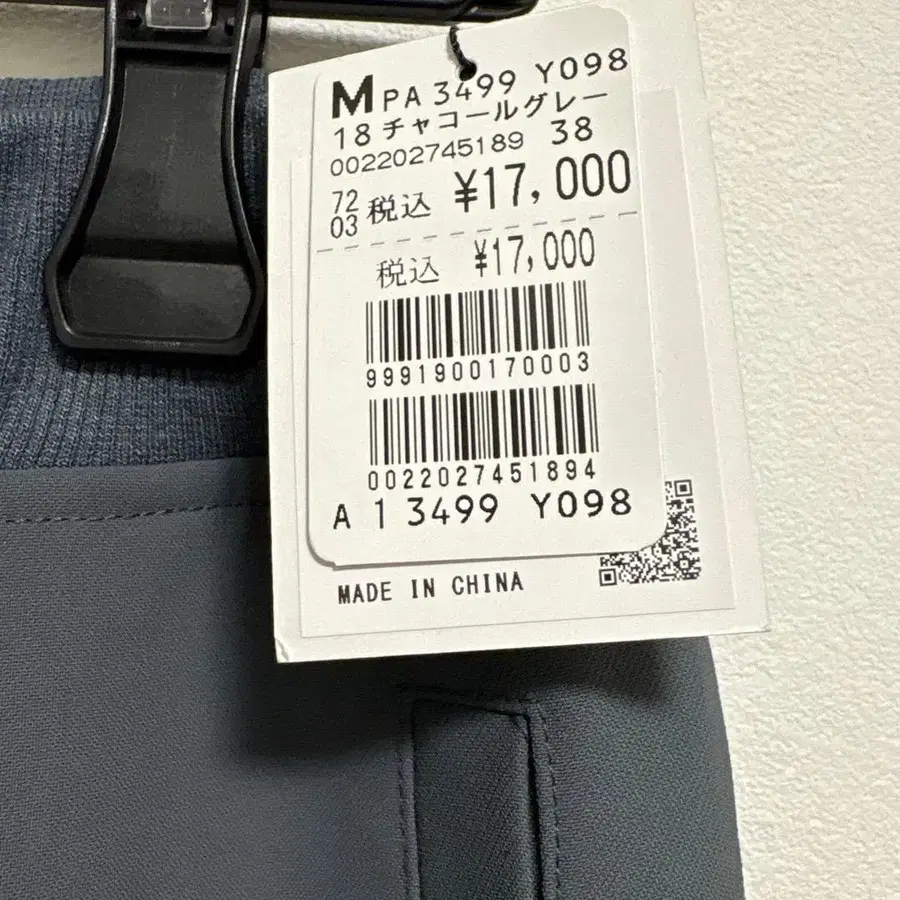 M PA 3499 Y098
18 チャコールグレー
002202745189 38
72
03 税込 ¥17,000
税込 ¥17,000
9991900170003
0022027451894
A 1 3499 Y098
MADE IN CHINA